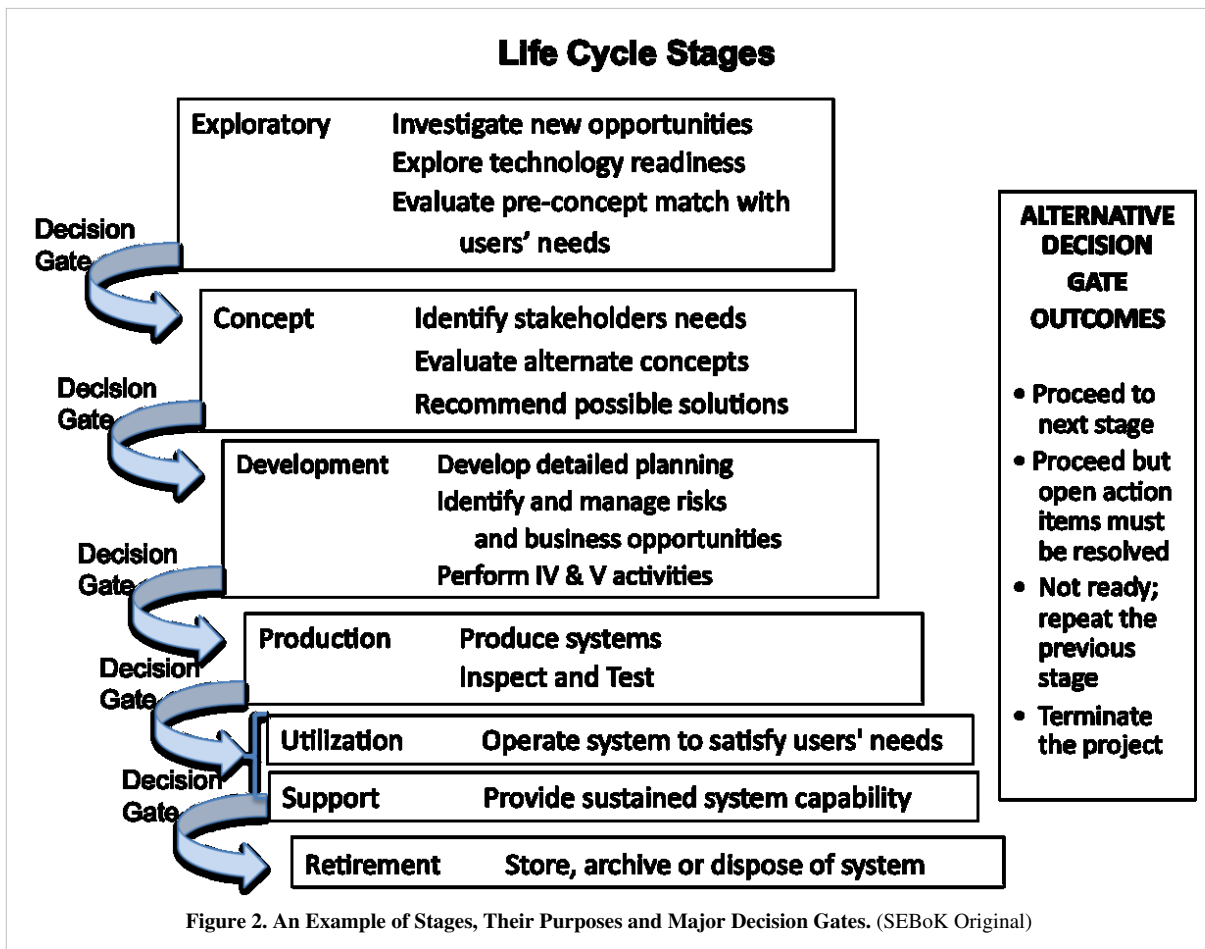 Life Cycle Stages
Exploratory Investigate new opportunities
Explore technology readiness
Evaluate pre-concept match with
users’ needs
Decision
Gate
Concept Identify stakeholders needs
Evaluate alternate concepts
Recommend possible solutions
Decision
Gate
Development Develop detailed planning
Identify and manage risks
and business opportunities
Perform IV & V activities
Decision
Gate
Production Produce systems
Inspect and Test
Decision
Gate
Utilization Operate system to satisfy users' needs
Support Provide sustained system capability
Decision
Gate
Retirement Store, archive or dispose of system
ALTERNATIVE
DECISION
GATE
OUTCOMES
• Proceed to
next stage
• Proceed but
open action
items must
be resolved
• Not ready;
repeat the
previous
stage
• Terminate
the project
Figure 2. An Example of Stages, Their Purposes and Major Decision Gates. (SEBoK Original)